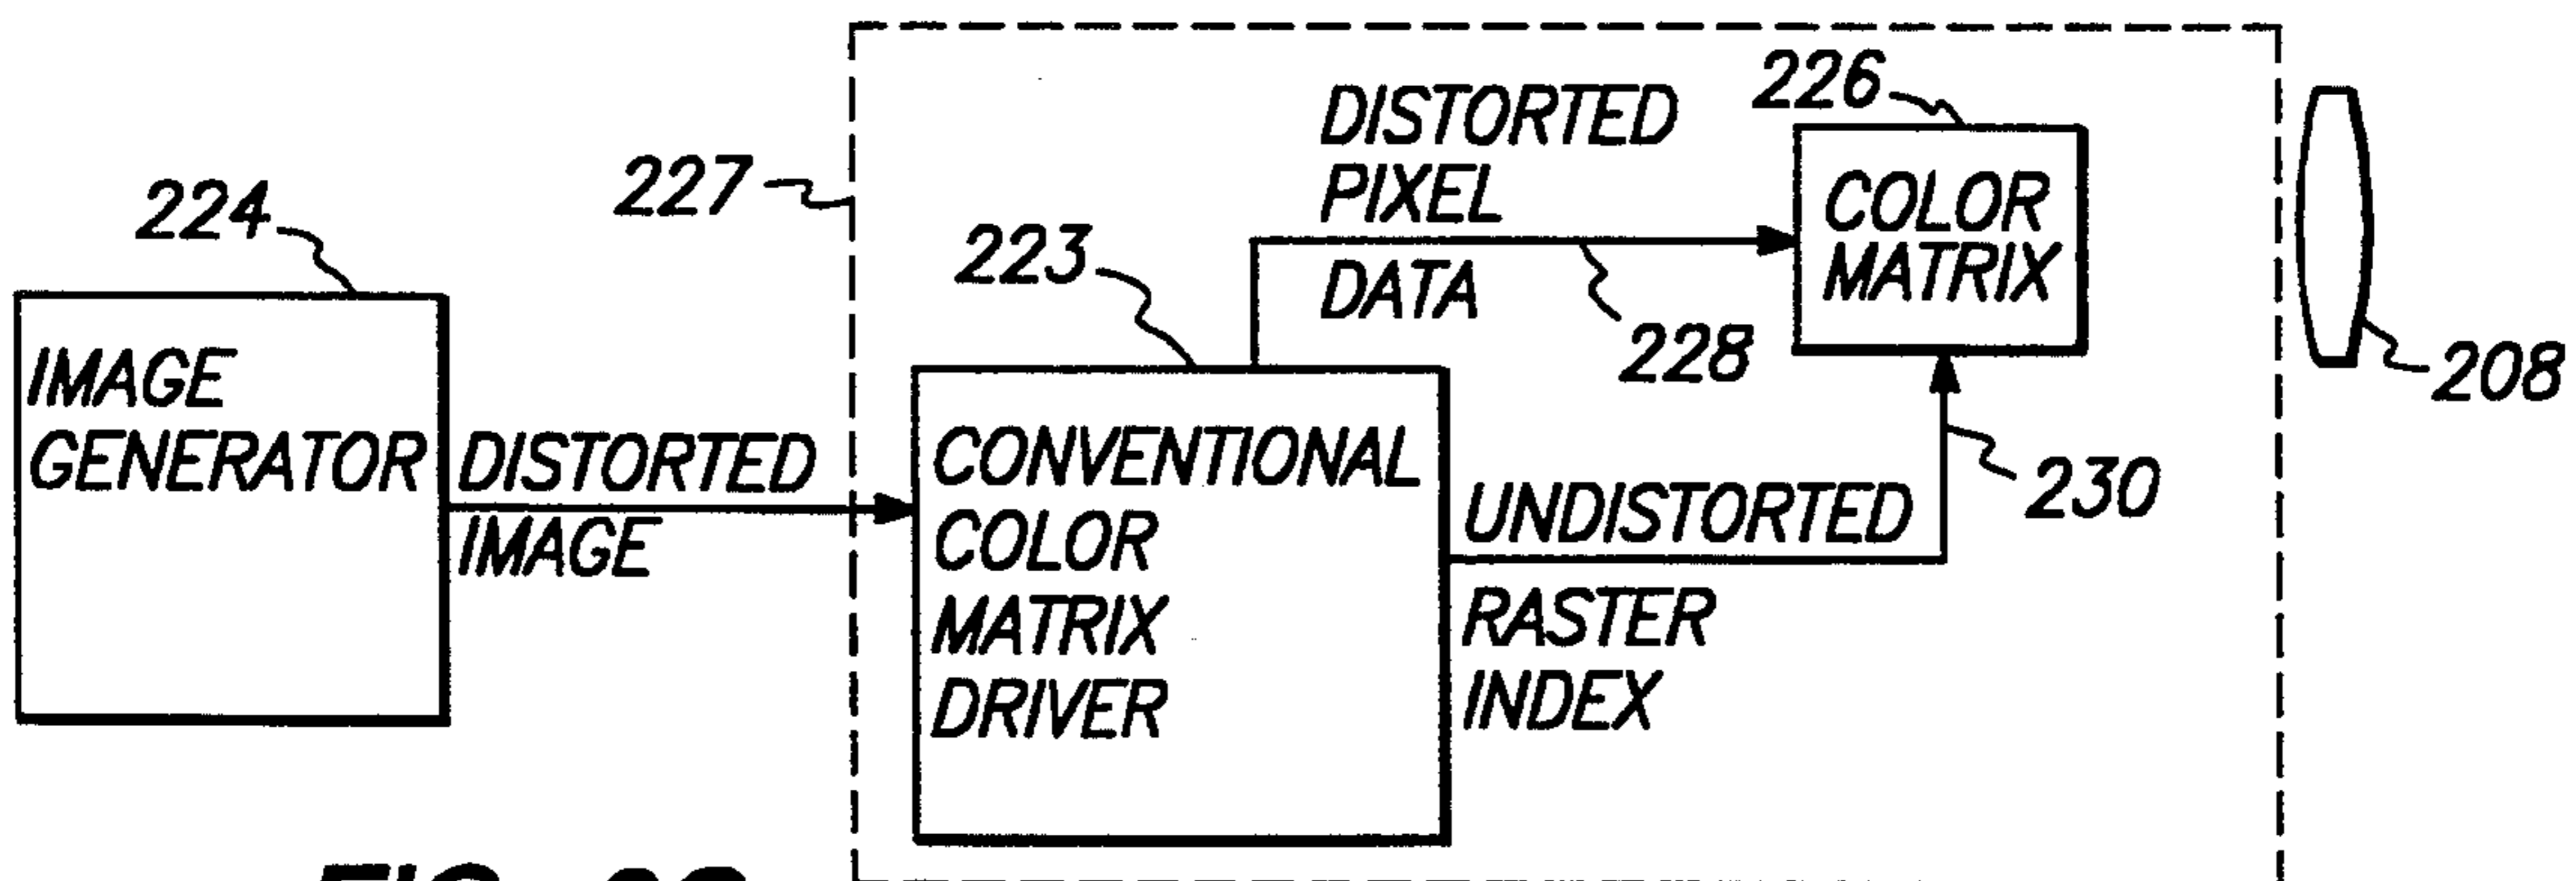 226
DISTORTED
PIXEL
DATA
227
224
223
COLOR
MATRIX
228
208
IMAGE
GENERATOR
DISTORTED
IMAGE
CONVENTIONAL
COLOR
MATRIX
DRIVER
UNDISTORTED
RASTER
INDEX
230